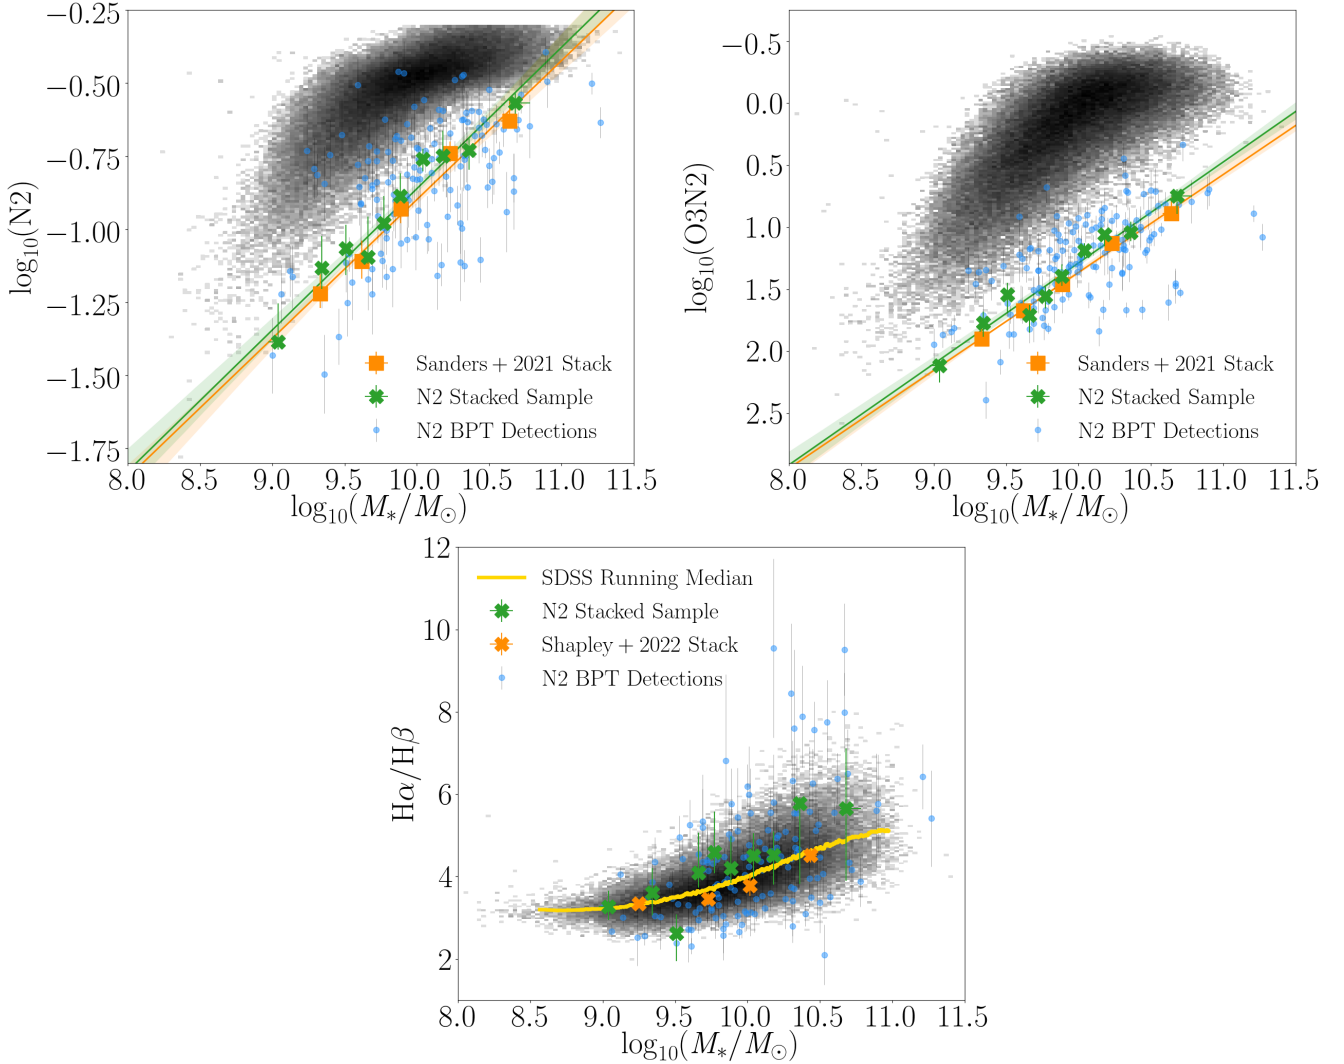 −0.25
−0.50
−0.75
−1.00
−1.25
−1.50
−1.75
log₁₀(N2)
Sanders + 2021 Stack
N2 Stacked Sample
N2 BPT Detections
8.0 8.5 9.0 9.5 10.0 10.5 11.0 11.5
log₁₀(M∗/M⊙)
−0.5
0.0
0.5
1.0
1.5
2.0
2.5
log₁₀(O3N2)
Sanders + 2021 Stack
N2 Stacked Sample
N2 BPT Detections
8.0 8.5 9.0 9.5 10.0 10.5 11.0 11.5
log₁₀(M∗/M⊙)
12
10
8
6
4
2
Hα/Hβ
SDSS Running Median
N2 Stacked Sample
Shapley + 2022 Stack
N2 BPT Detections
8.0 8.5 9.0 9.5 10.0 10.5 11.0 11.5
log₁₀(M∗/M⊙)